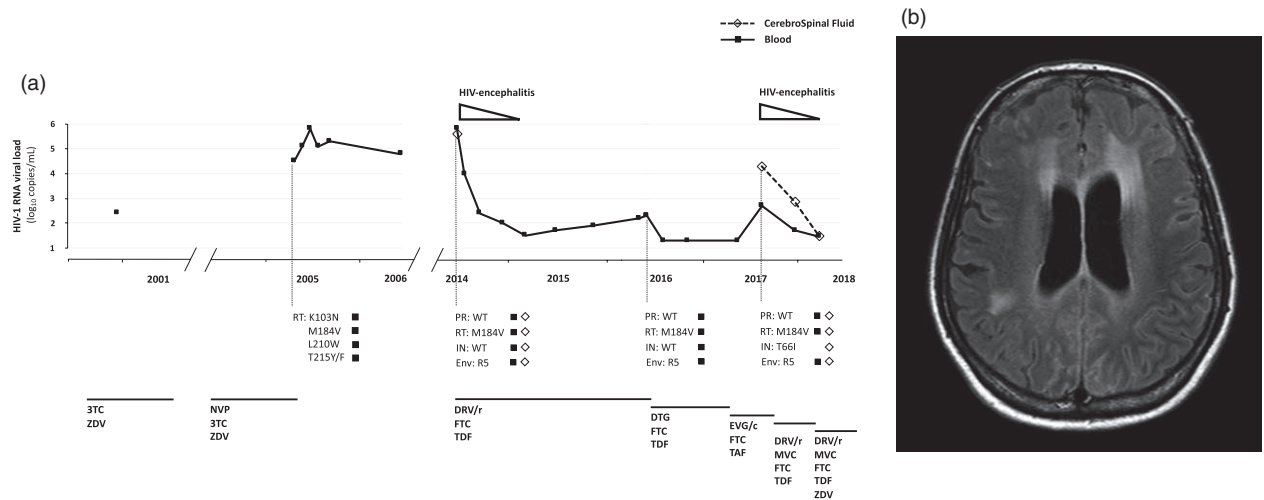 CerebroSpinal Fluid
Blood
(a)
(b)
HIV-encephalitis
HIV-encephalitis
HIV-1 RNA viral load
(log10 copies/mL)
6
5
4
3
2
1
2001
2005
2006
2014
2015
2016
2017
2018
RT: K103N
M184V
L210W
T215Y/F
PR: WT
RT: M184V
IN: WT
Env: R5
PR: WT
RT: M184V
IN: WT
Env: R5
PR: WT
RT: M184V
IN: T66I
Env: R5
3TC
ZDV
NVP
3TC
ZDV
DRV/r
FTC
TDF
DTG
FTC
TDF
EVG/c
FTC
TAF
DRV/r
MVC
FTC
TDF
DRV/r
MVC
FTC
TDF
ZDV